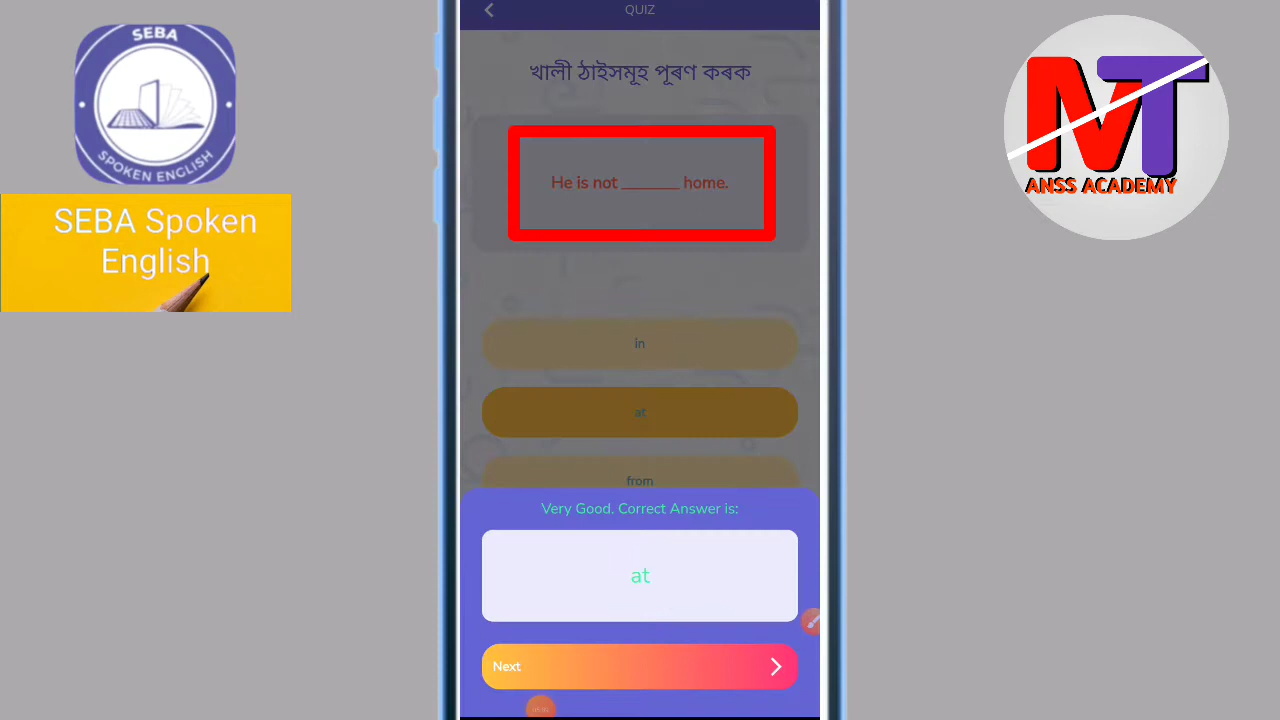 SEBA
SPOKEN ENGLISH
SEBA Spoken
English
QUIZ
খালী ঠাইসমূহ পূৰণ কৰক
He is not _______ home.
in
at
from
Very Good. Correct Answer is:
at
Next
MT
ANSS ACADEMY